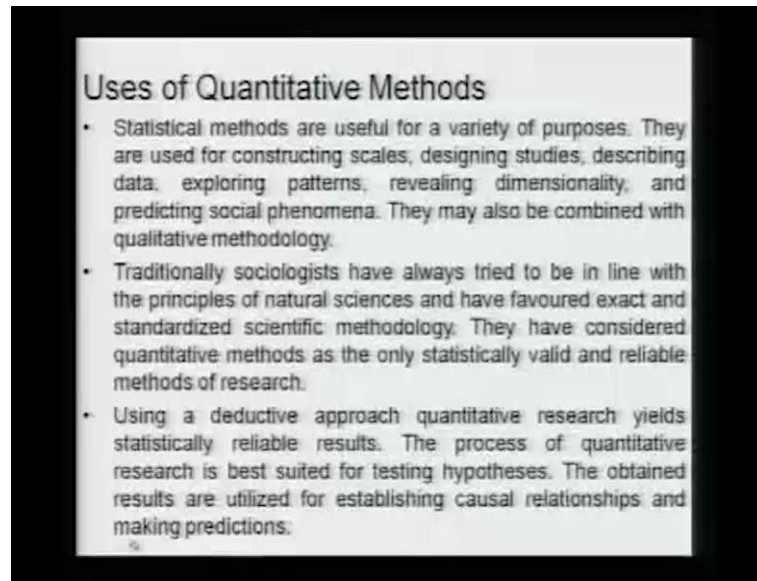 Uses of Quantitative Methods
• Statistical methods are useful for a variety of purposes. They
are used for constructing scales, designing studies, describing
data, exploring patterns, revealing dimensionality, and
predicting social phenomena. They may also be combined with
qualitative methodology.
• Traditionally sociologists have always tried to be in line with
the principles of natural sciences and have favoured exact and
standardized scientific methodology. They have considered
quantitative methods as the only statistically valid and reliable
methods of research.
• Using a deductive approach quantitative research yields
statistically reliable results. The process of quantitative
research is best suited for testing hypotheses. The obtained
results are utilized for establishing causal relationships and
making predictions.